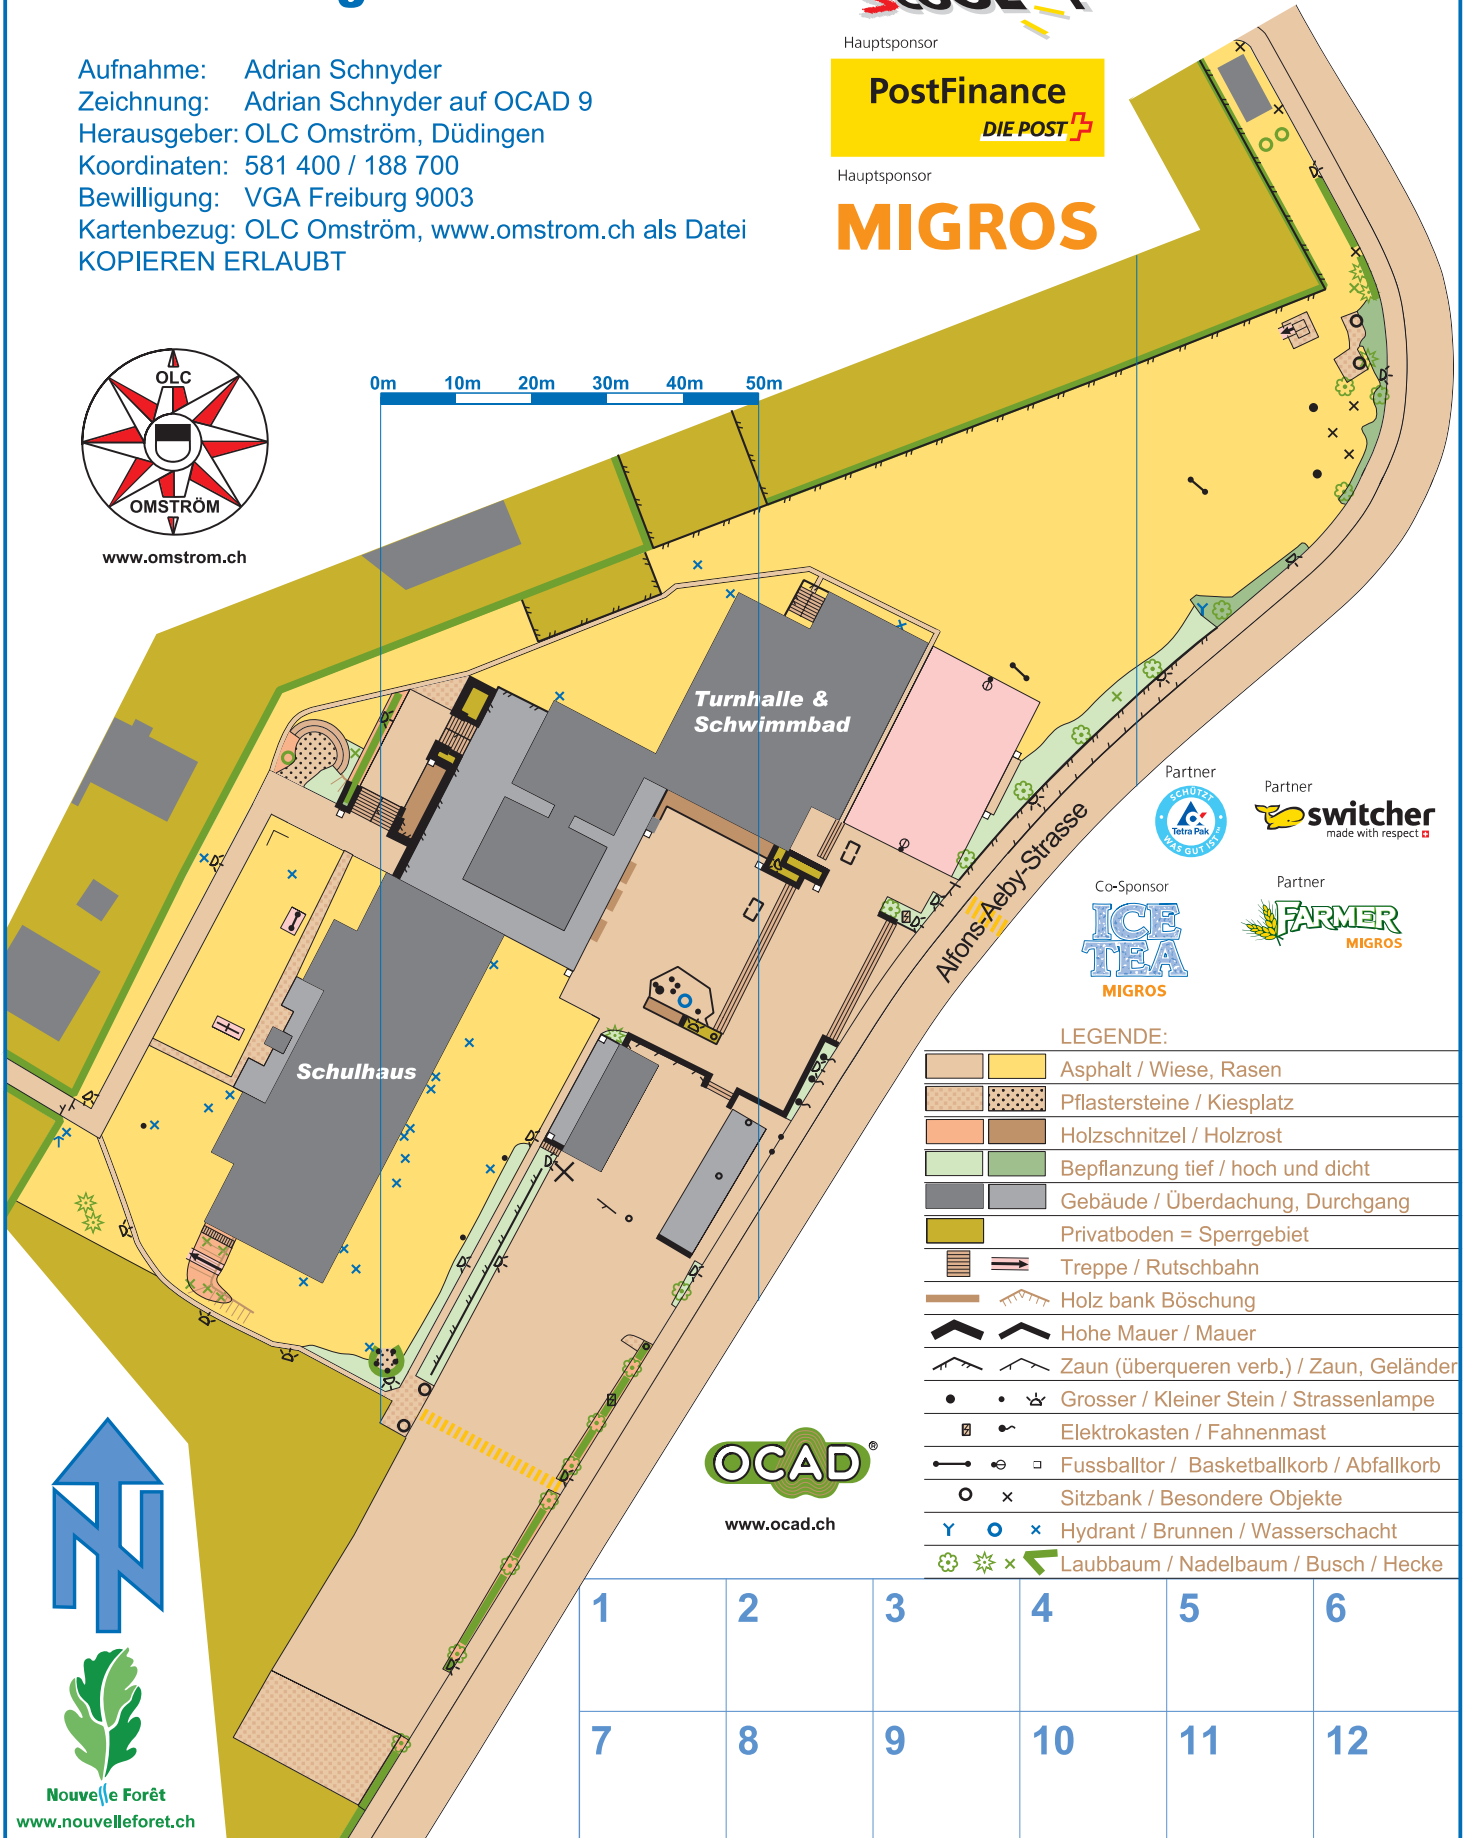 Aufnahme: Adrian Schnyder
Zeichnung: Adrian Schnyder auf OCAD 9
Herausgeber: OLC Omström, Düdingen
Koordinaten: 581 400 / 188 700
Bewilligung: VGA Freiburg 9003
Kartenbezug: OLC Omström, www.omstrom.ch als Datei
KOPIEREN ERLAUBT
Hauptsponsor
PostFinance
DIE POST
Hauptsponsor
MIGROS
OLC
OMSTRÖM
www.omstrom.ch
0m 10m 20m 30m 40m 50m
Turnhalle &
Schwimmbad
Schulhaus
Alfons-Aeby-Strasse
Partner
SCHÜTZT
Tetra Pak
WAS GUT IST
Partner
switcher
made with respect
Co-Sponsor
ICE
TEA
MIGROS
Partner
FARMER
MIGROS
LEGENDE:
Asphalt / Wiese, Rasen
Pflastersteine / Kiesplatz
Holzschnitzel / Holzrost
Bepflanzung tief / hoch und dicht
Gebäude / Überdachung, Durchgang
Privatboden = Sperrgebiet
Treppe / Rutschbahn
Holz bank Böschung
Hohe Mauer / Mauer
Zaun (überqueren verb.) / Zaun, Geländer
Grosser / Kleiner Stein / Strassenlampe
Elektrokasten / Fahnenmast
Fussballtor / Basketballkorb / Abfallkorb
Sitzbank / Besondere Objekte
Hydrant / Brunnen / Wasserschacht
Laubbaum / Nadelbaum / Busch / Hecke
OCAD®
www.ocad.ch
N
Nouvelle Forêt
www.nouvelleforet.ch
1 2 3 4 5 6
7 8 9 10 11 12